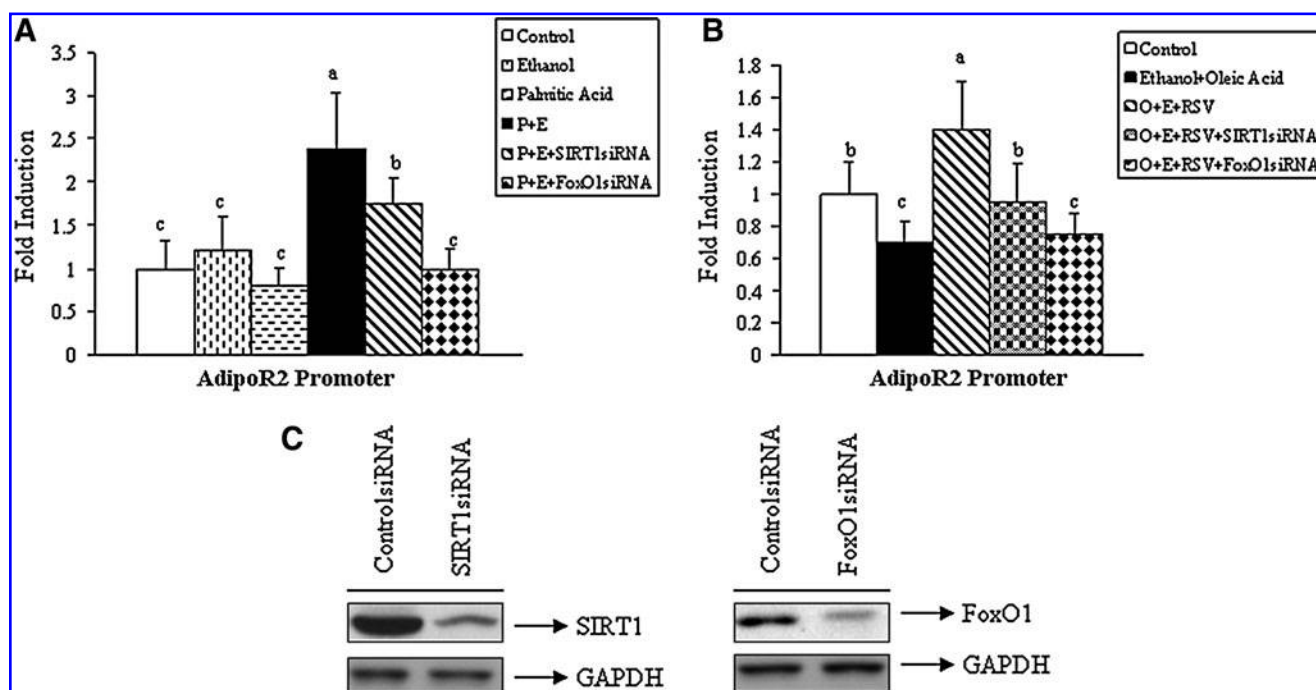 A
Fold Induction
3.5
3
2.5
2
1.5
1
0.5
0
c
c
c
a
b
c
AdipoR2 Promoter
Control
Ethanol
Palmitic Acid
P+E
P+E+SIRT1siRNA
P+E+FoxO1siRNA
B
Fold Induction
1.8
1.6
1.4
1.2
1
0.8
0.6
0.4
0.2
0
b
c
a
b
c
AdipoR2 Promoter
Control
Ethanol+Oleic Acid
O+E+RSV
O+E+RSV+SIRT1siRNA
O+E+RSV+FoxO1siRNA
C
ControlsiRNA
SIRT1siRNA
SIRT1
GAPDH
ControlsiRNA
FoxO1siRNA
FoxO1
GAPDH